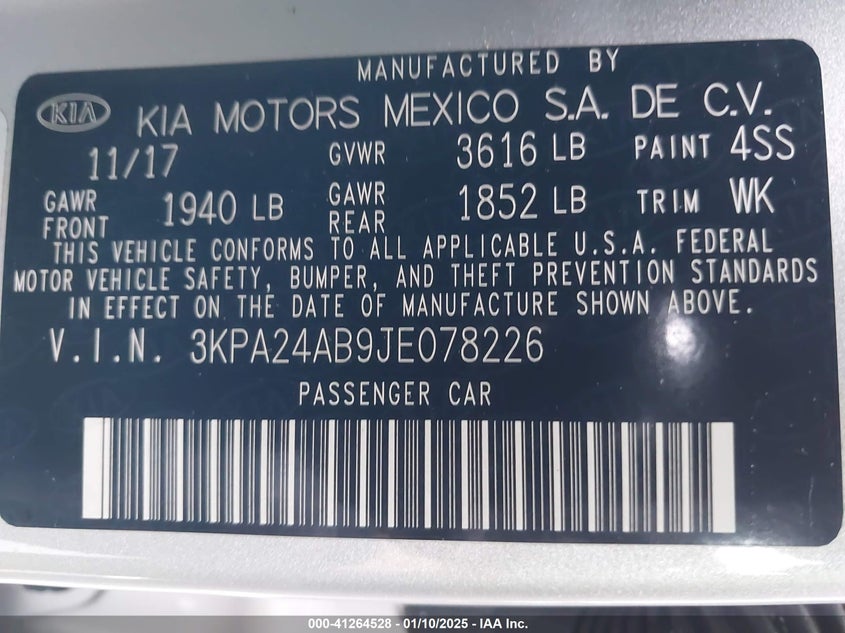 MANUFACTURED BY
KIA KIA MOTORS MEXICO S.A. DE C.V.
11/17 GVWR 3616 LB PAINT 4SS
GAWR FRONT 1940 LB GAWR REAR 1852 LB TRIM WK
THIS VEHICLE CONFORMS TO ALL APPLICABLE U.S.A. FEDERAL
MOTOR VEHICLE SAFETY, BUMPER, AND THEFT PREVENTION STANDARDS
IN EFFECT ON THE DATE OF MANUFACTURE SHOWN ABOVE.
V.I.N. 3KPA24AB9JE078226
PASSENGER CAR
000-41264528 - 01/10/2025 - IAA Inc.